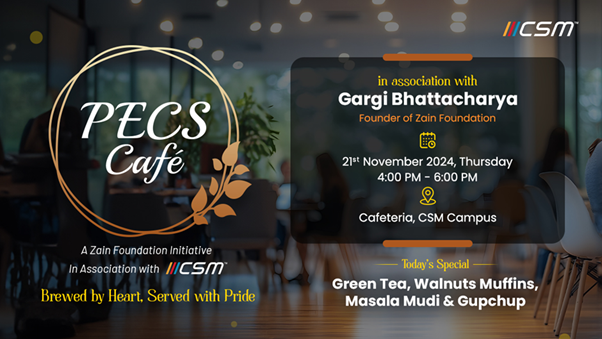 CSM™
PECS
Café
A Zain Foundation Initiative
In Association with CSM™
Brewed by Heart, Served with Pride
in association with
Gargi Bhattacharya
Founder of Zain Foundation
21st November 2024, Thursday
4:00 PM - 6:00 PM
Cafeteria, CSM Campus
Today's Special
Green Tea, Walnuts Muffins,
Masala Mudi & Gupchup